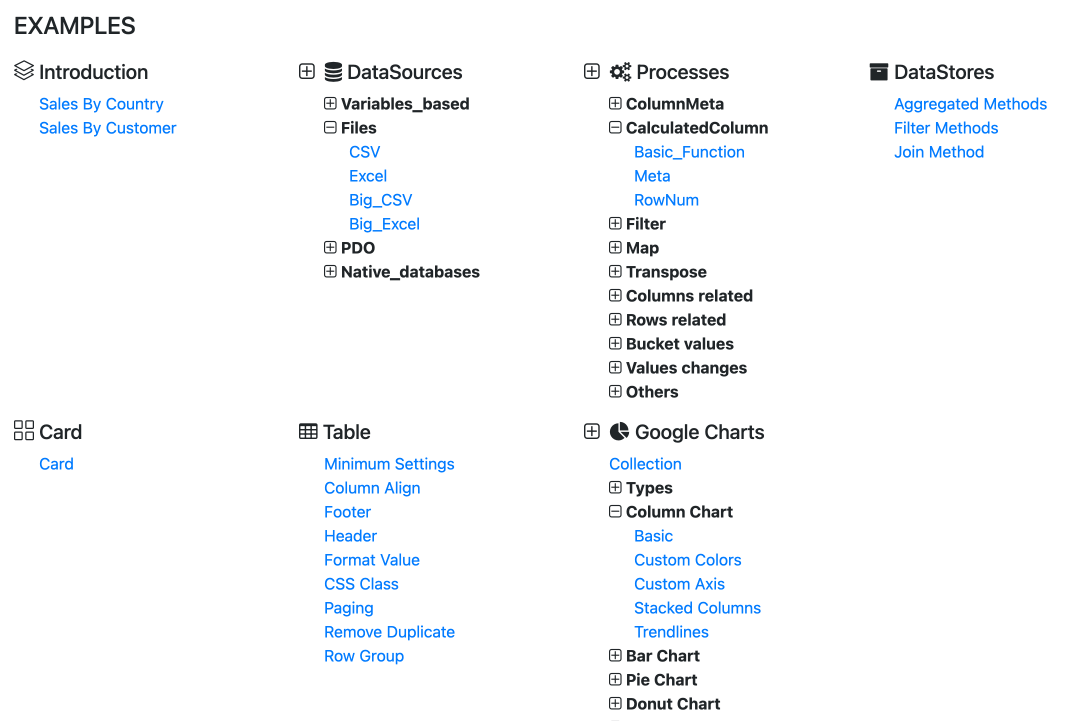 EXAMPLES
Introduction
Sales By Country
Sales By Customer
DataSources
Variables_based
Files
CSV
Excel
Big_CSV
Big_Excel
PDO
Native_databases
Processes
ColumnMeta
CalculatedColumn
Basic_Function
Meta
RowNum
Filter
Map
Transpose
Columns related
Rows related
Bucket values
Values changes
Others
DataStores
Aggregated Methods
Filter Methods
Join Method
Card
Card
Table
Minimum Settings
Column Align
Footer
Header
Format Value
CSS Class
Paging
Remove Duplicate
Row Group
Google Charts
Collection
Types
Column Chart
Basic
Custom Colors
Custom Axis
Stacked Columns
Trendlines
Bar Chart
Pie Chart
Donut Chart